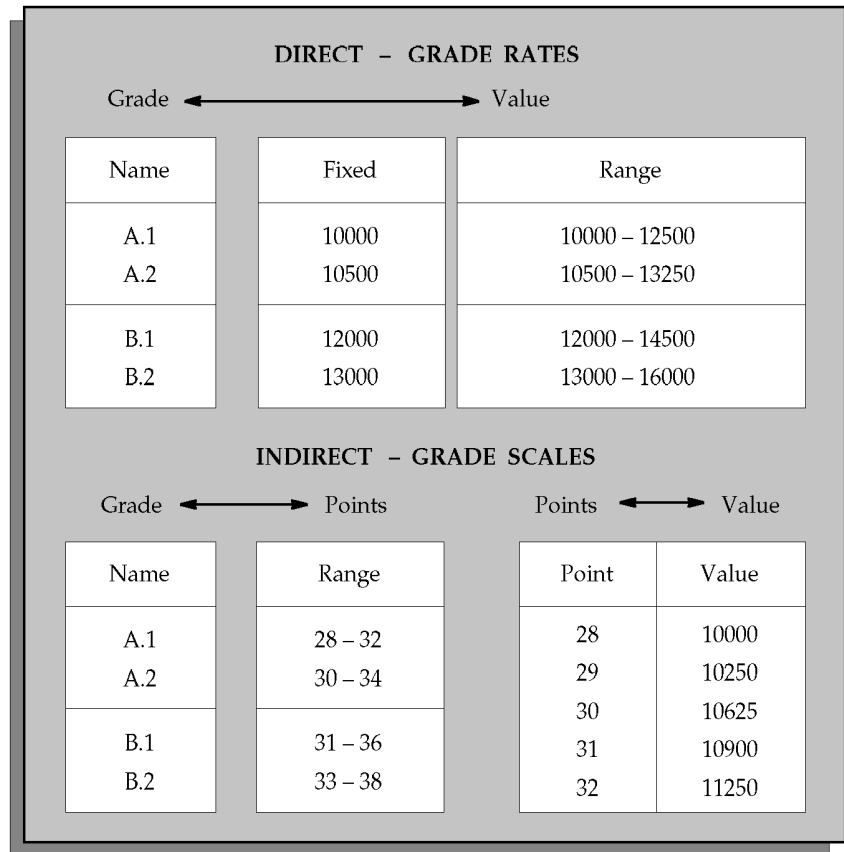 DIRECT – GRADE RATES
Grade Value
Name Fixed Range
A.1 10000 10000 – 12500
A.2 10500 10500 – 13250
B.1 12000 12000 – 14500
B.2 13000 13000 – 16000
INDIRECT – GRADE SCALES
Grade Points Points Value
Name Range Point Value
A.1 28 – 32 28 10000
A.2 30 – 34 29 10250
30 10625
B.1 31 – 36 31 10900
B.2 33 – 38 32 11250